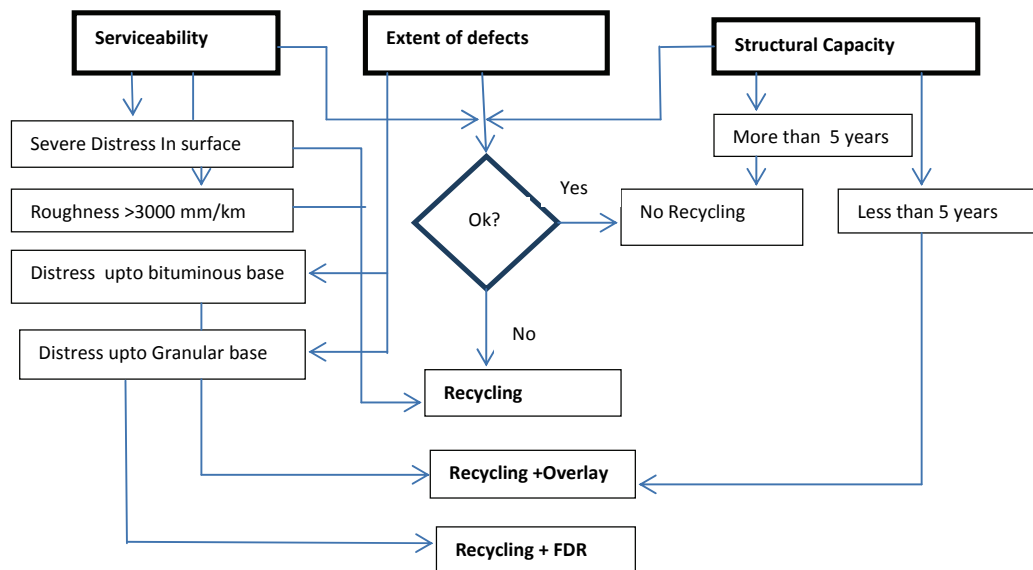 Serviceability
Extent of defects
Structural Capacity
Severe Distress In surface
More than 5 years
Roughness >3000 mm/km
Ok?
Yes
No Recycling
Less than 5 years
Distress upto bituminous base
No
Distress upto Granular base
Recycling
Recycling +Overlay
Recycling + FDR